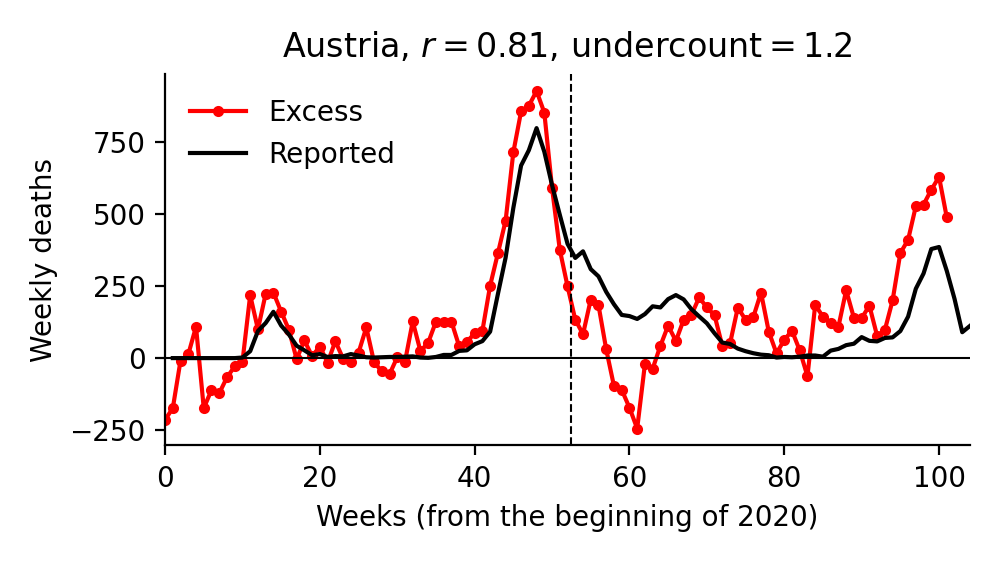 Austria, r = 0.81, undercount = 1.2
Excess
Reported
Weekly deaths
750
500
250
0
−250
0 20 40 60 80 100
Weeks (from the beginning of 2020)